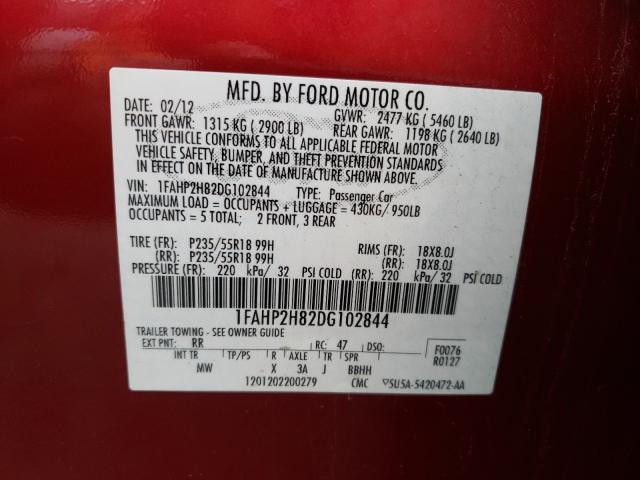 MFD. BY FORD MOTOR CO.
DATE: 02/12 GVWR: 2477 KG ( 5460 LB)
FRONT GAWR: 1315 KG ( 2900 LB) REAR GAWR: 1198 KG ( 2640 LB)
THIS VEHICLE CONFORMS TO ALL APPLICABLE FEDERAL MOTOR
VEHICLE SAFETY, BUMPER, AND THEFT PREVENTION STANDARDS
IN EFFECT ON THE DATE OF MANUFACTURE SHOWN ABOVE.
VIN: 1FAHP2H82DG102844 TYPE: Passenger Car
MAXIMUM LOAD = OCCUPANTS + LUGGAGE = 430KG/ 950LB
OCCUPANTS = 5 TOTAL; 2 FRONT, 3 REAR
TIRE (FR): P235/55R18 99H RIMS (FR): 18X8.0J
(RR): P235/55R18 99H (RR): 18X8.0J
PRESSURE (FR): 220 kPa/ 32 PSI COLD (RR): 220 kPa/ 32 PSI COLD
1FAHP2H82DG102844
TRAILER TOWING - SEE OWNER GUIDE
EXT PNT: RR RC: 47 DSO: F0076
INT TR TP/PS R AXLE TR SPR R0127
MW X 3A J BBHH
1201202200279 CMC ▽SU5A-5420472-AA